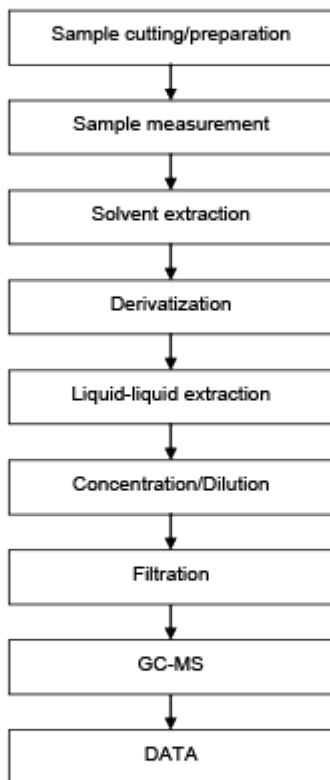 Sample cutting/preparation
Sample measurement
Solvent extraction
Derivatization
Liquid-liquid extraction
Concentration/Dilution
Filtration
GC-MS
DATA